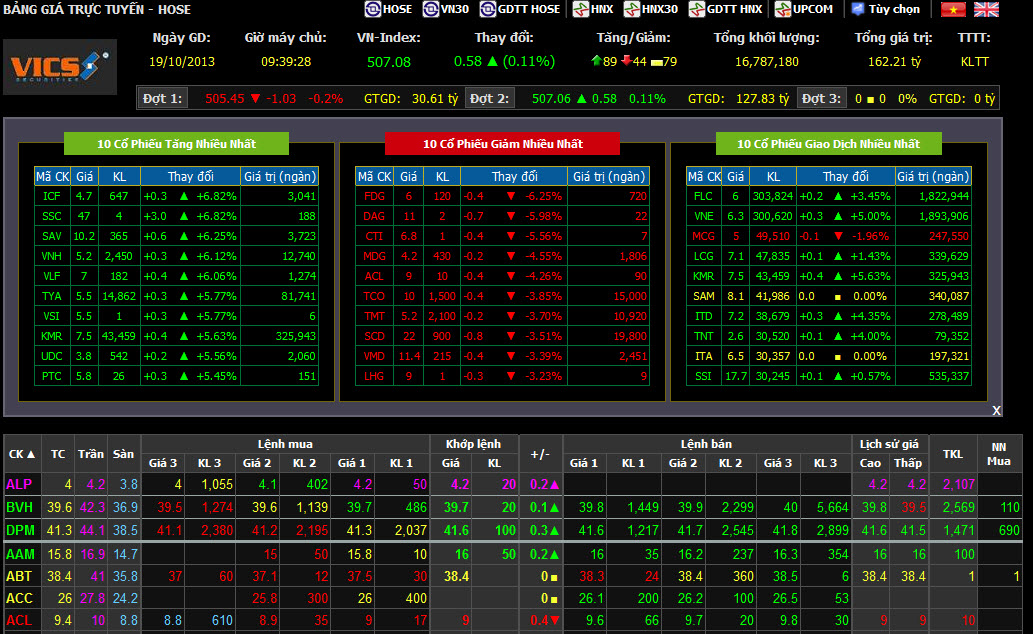 BẢNG GIÁ TRỰC TUYẾN - HOSE HOSE VN30 GDTT HOSE HNX HNX30 GDTT HNX UPCOM Tùy chọn
VICS
SECURITIES
Ngày GD: Giờ máy chủ: VN-Index: Thay đổi: Tăng/Giảm: Tổng khối lượng: Tổng giá trị: TTTT:
19/10/2013 09:39:28 507.08 0.58 ▲ (0.11%) 89 44 79 16,787,180 162.21 tỷ KLTT
Đợt 1: 505.45 ▼ -1.03 -0.2% GTGD: 30.61 tỷ Đợt 2: 507.06 ▲ 0.58 0.11% GTGD: 127.83 tỷ Đợt 3: 0 ■ 0 0% GTGD: 0 tỷ
10 Cổ Phiếu Tăng Nhiều Nhất
Mã CK Giá KL Thay đổi Giá trị (ngàn)
ICF 4.7 647 +0.3 ▲ +6.82% 3,041
SSC 47 4 +3.0 ▲ +6.82% 188
SAV 10.2 365 +0.6 ▲ +6.25% 3,723
VNH 5.2 2,450 +0.3 ▲ +6.12% 12,740
VLF 7 182 +0.4 ▲ +6.06% 1,274
TYA 5.5 14,862 +0.3 ▲ +5.77% 81,741
VSI 5.5 1 +0.3 ▲ +5.77% 6
KMR 7.5 43,459 +0.4 ▲ +5.63% 325,943
UDC 3.8 542 +0.2 ▲ +5.56% 2,060
PTC 5.8 26 +0.3 ▲ +5.45% 151
10 Cổ Phiếu Giảm Nhiều Nhất
Mã CK Giá KL Thay đổi Giá trị (ngàn)
FDG 6 120 -0.4 ▼ -6.25% 720
DAG 11 2 -0.7 ▼ -5.98% 22
CTI 6.8 1 -0.4 ▼ -5.56% 7
MDG 4.2 430 -0.2 ▼ -4.55% 1,806
ACL 9 10 -0.4 ▼ -4.26% 90
TCO 10 1,500 -0.4 ▼ -3.85% 15,000
TMT 5.2 2,100 -0.2 ▼ -3.70% 10,920
SCD 22 900 -0.8 ▼ -3.51% 19,800
VMD 11.4 215 -0.4 ▼ -3.39% 2,451
LHG 9 1 -0.3 ▼ -3.23% 9
10 Cổ Phiếu Giao Dịch Nhiều Nhất
Mã CK Giá KL Thay đổi Giá trị (ngàn)
FLC 6 303,824 +0.2 ▲ +3.45% 1,822,944
VNE 6.3 300,620 +0.3 ▲ +5.00% 1,893,906
MCG 5 49,510 -0.1 ▼ -1.96% 247,550
LCG 7.1 47,835 +0.1 ▲ +1.43% 339,629
KMR 7.5 43,459 +0.4 ▲ +5.63% 325,943
SAM 8.1 41,986 0.0 ■ 0.00% 340,087
ITD 7.2 38,679 +0.3 ▲ +4.35% 278,489
TNT 2.6 30,520 +0.1 ▲ +4.00% 79,352
ITA 6.5 30,357 0.0 ■ 0.00% 197,321
SSI 17.7 30,245 +0.1 ▲ +0.57% 535,337
X
CK ▲ TC Trần Sàn Lệnh mua Khớp lệnh +/- Lệnh bán Lịch sử giá TKL NN Mua
Giá 3 KL 3 Giá 2 KL 2 Giá 1 KL 1 Giá KL Giá 1 KL 1 Giá 2 KL 2 Giá 3 KL 3 Cao Thấp
ALP 4 4.2 3.8 4 1,055 4.1 402 4.2 50 4.2 20 0.2▲ 4.2 4.2 2,107
BVH 39.6 42.3 36.9 39.5 1,274 39.6 1,139 39.7 486 39.7 20 0.1▲ 39.8 1,449 39.9 2,299 40 5,664 39.8 39.5 2,569 110
DPM 41.3 44.1 38.5 41.1 2,380 41.2 2,195 41.3 2,037 41.6 100 0.3▲ 41.6 1,217 41.7 2,545 41.8 2,899 41.6 41.5 1,471 690
AAM 15.8 16.9 14.7 15 50 15.8 10 16 50 0.2▲ 16 35 16.2 237 16.3 354 16 16 100
ABT 38.4 41 35.8 37 60 37.1 12 37.5 30 38.4 0■ 38.3 24 38.4 360 38.5 6 38.4 38.4 1 1
ACC 26 27.8 24.2 25.8 300 26 400 0■ 26.1 200 26.2 100 26.5 53
ACL 9.4 10 8.8 8.8 610 8.9 35 9 17 9 0.4▼ 9.6 66 9.7 20 9.8 30 9 9 10